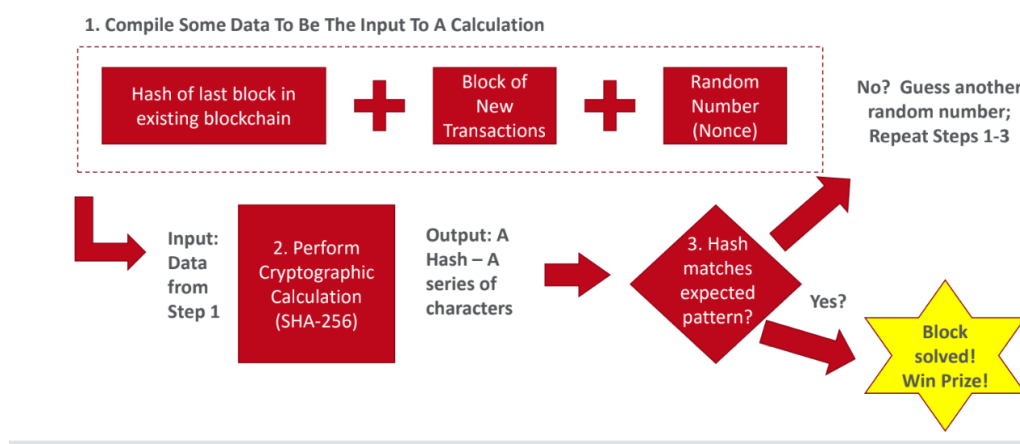 1. Compile Some Data To Be The Input To A Calculation
Hash of last block in
existing blockchain
Block of
New
Transactions
Random
Number
(Nonce)
No? Guess another
random number;
Repeat Steps 1-3
Input:
Data
from
Step 1
2. Perform
Cryptographic
Calculation
(SHA-256)
Output: A
Hash – A
series of
characters
3. Hash
matches
expected
pattern?
Yes?
Block
solved!
Win Prize!